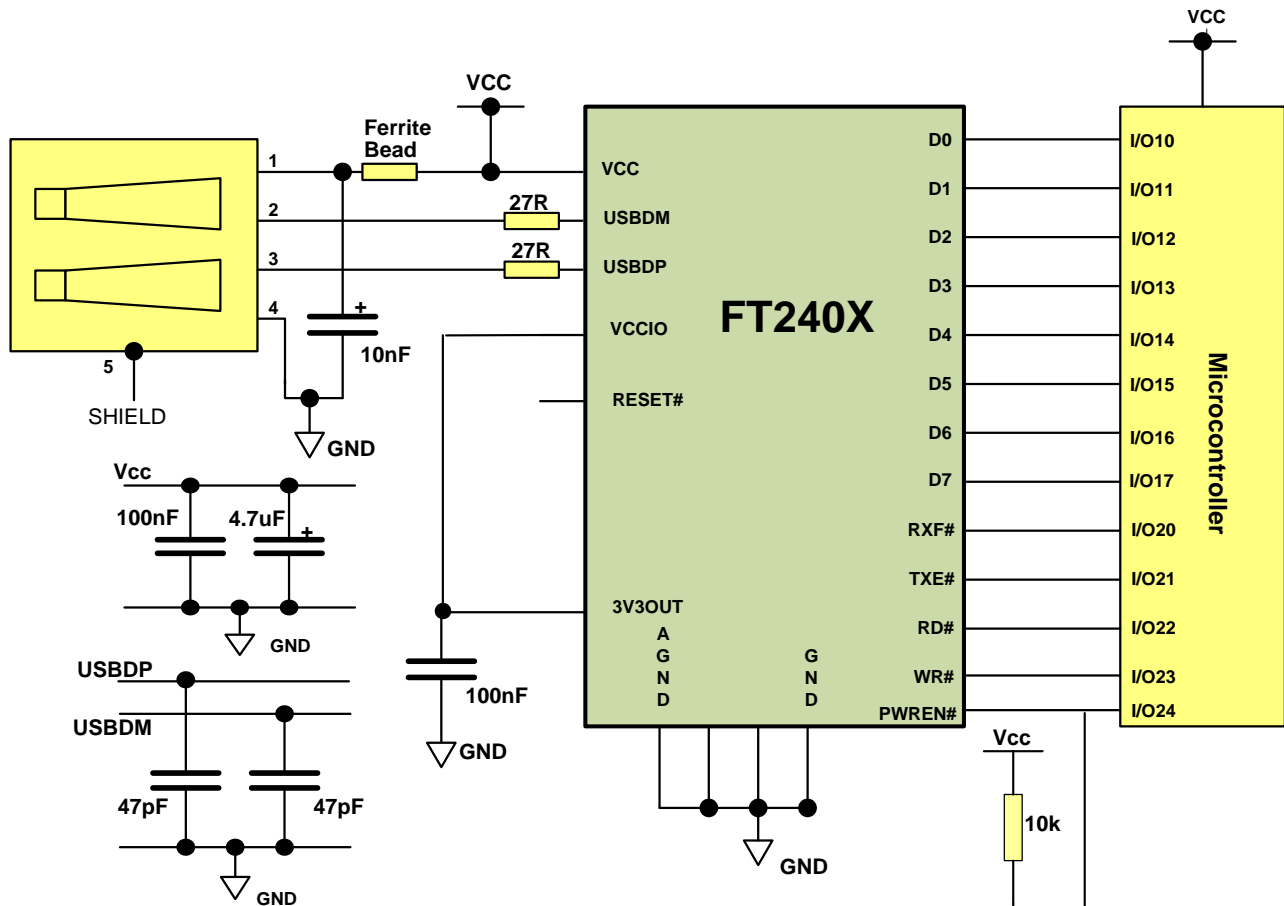 VCC
VCC
Ferrite
Bead
1
2
3
4
5
SHIELD
27R
27R
+
10nF
GND
VCC
USBDM
USBDP
VCCIO
RESET#
3V3OUT
A
G
N
D
G
N
D
FT240X
D0
D1
D2
D3
D4
D5
D6
D7
RXF#
TXE#
RD#
WR#
PWREN#
I/O10
I/O11
I/O12
I/O13
I/O14
I/O15
I/O16
I/O17
I/O20
I/O21
I/O22
I/O23
I/O24
Microcontroller
Vcc
100nF
4.7uF
+
GND
USBDP
USBDM
47pF
47pF
GND
100nF
GND
GND
Vcc
10k